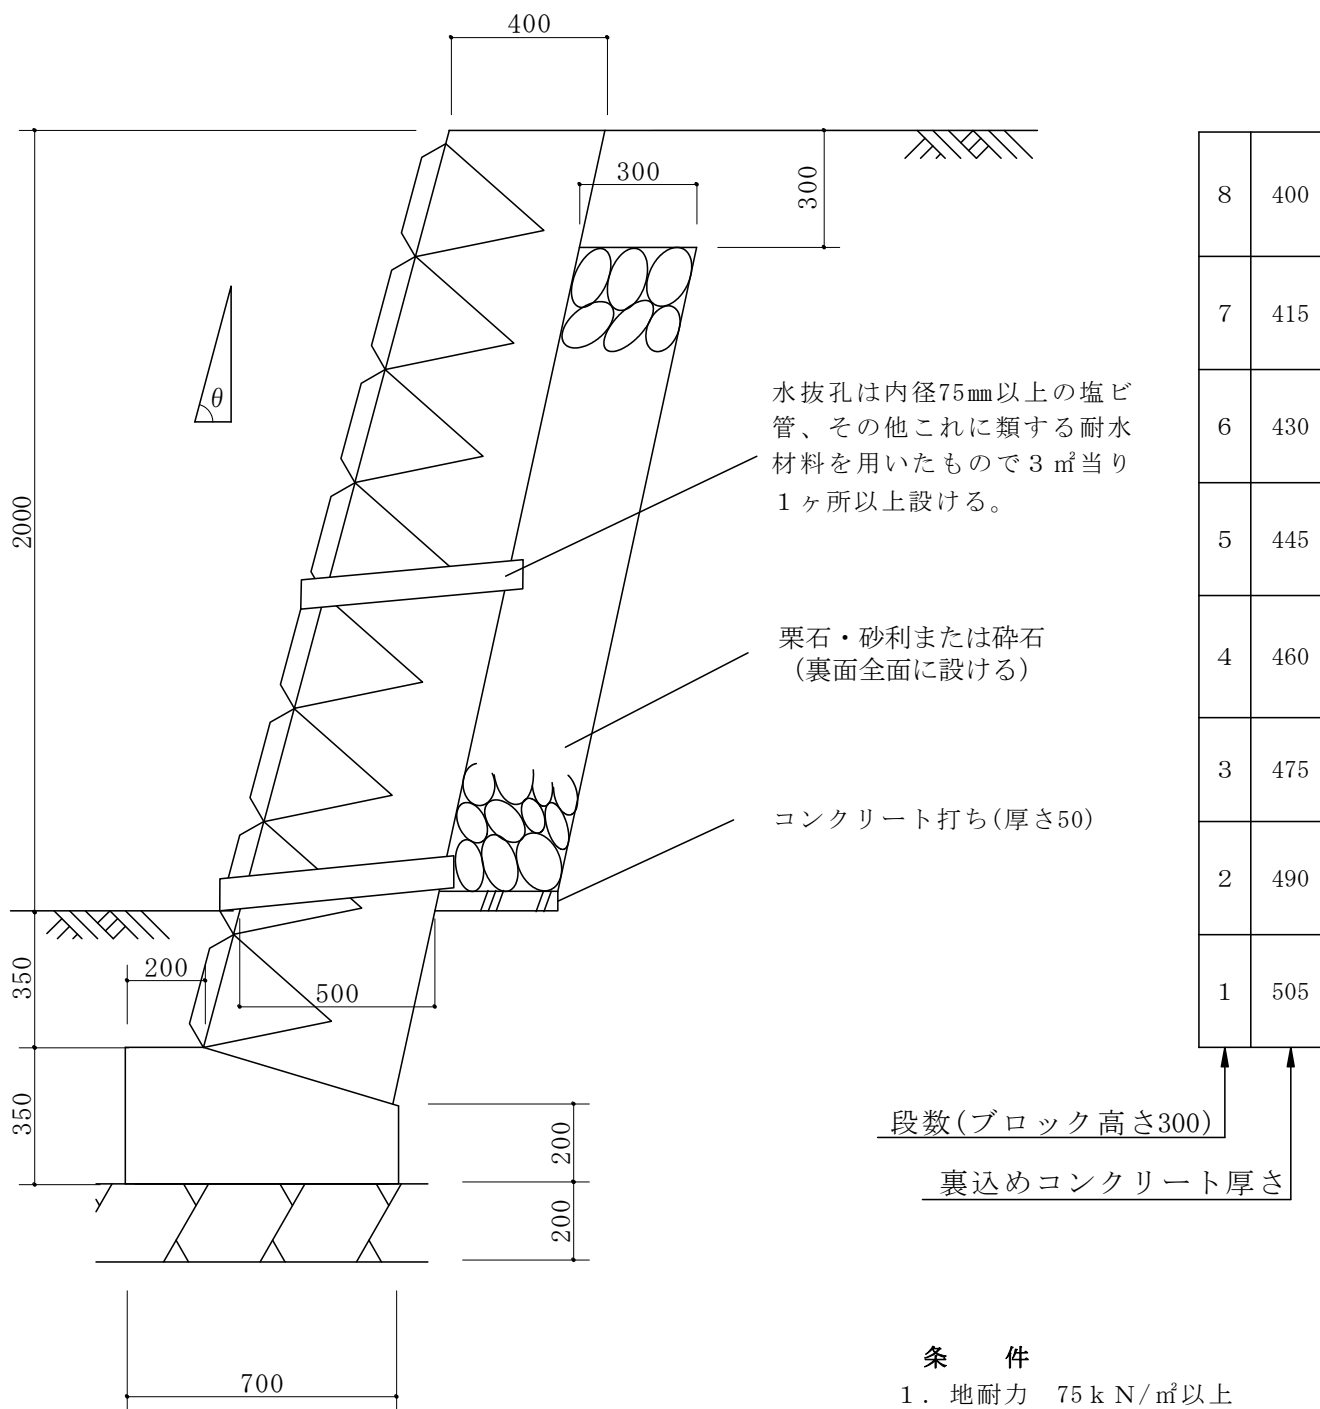 400
300
300
8 400
7 415
6 430
5 445
4 460
3 475
2 490
1 505
θ
水抜孔は内径75㎜以上の塩ビ
管、その他これに類する耐水
材料を用いたもので３㎡当り
１ヶ所以上設ける。
2000
栗石・砂利または砕石
（裏面全面に設ける）
コンクリート打ち(厚さ50)
350
200
500
350
200
200
段数(ブロック高さ300)
裏込めコンクリート厚さ
700
条　件
１．地耐力　75ｋＮ/㎡以上